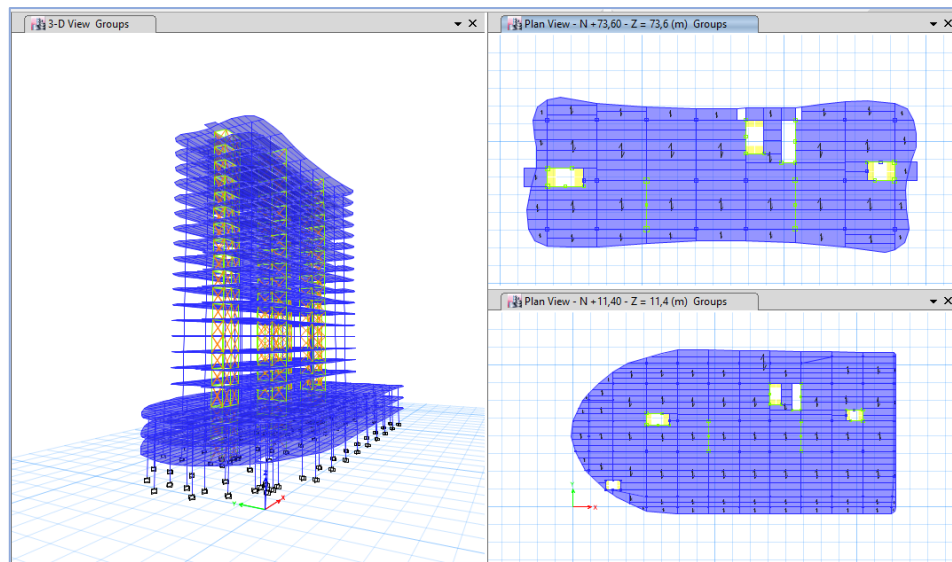 3-D View Groups
Plan View - N +73,60 - Z = 73,6 (m) Groups
Plan View - N +11,40 - Z = 11,4 (m) Groups
X
X